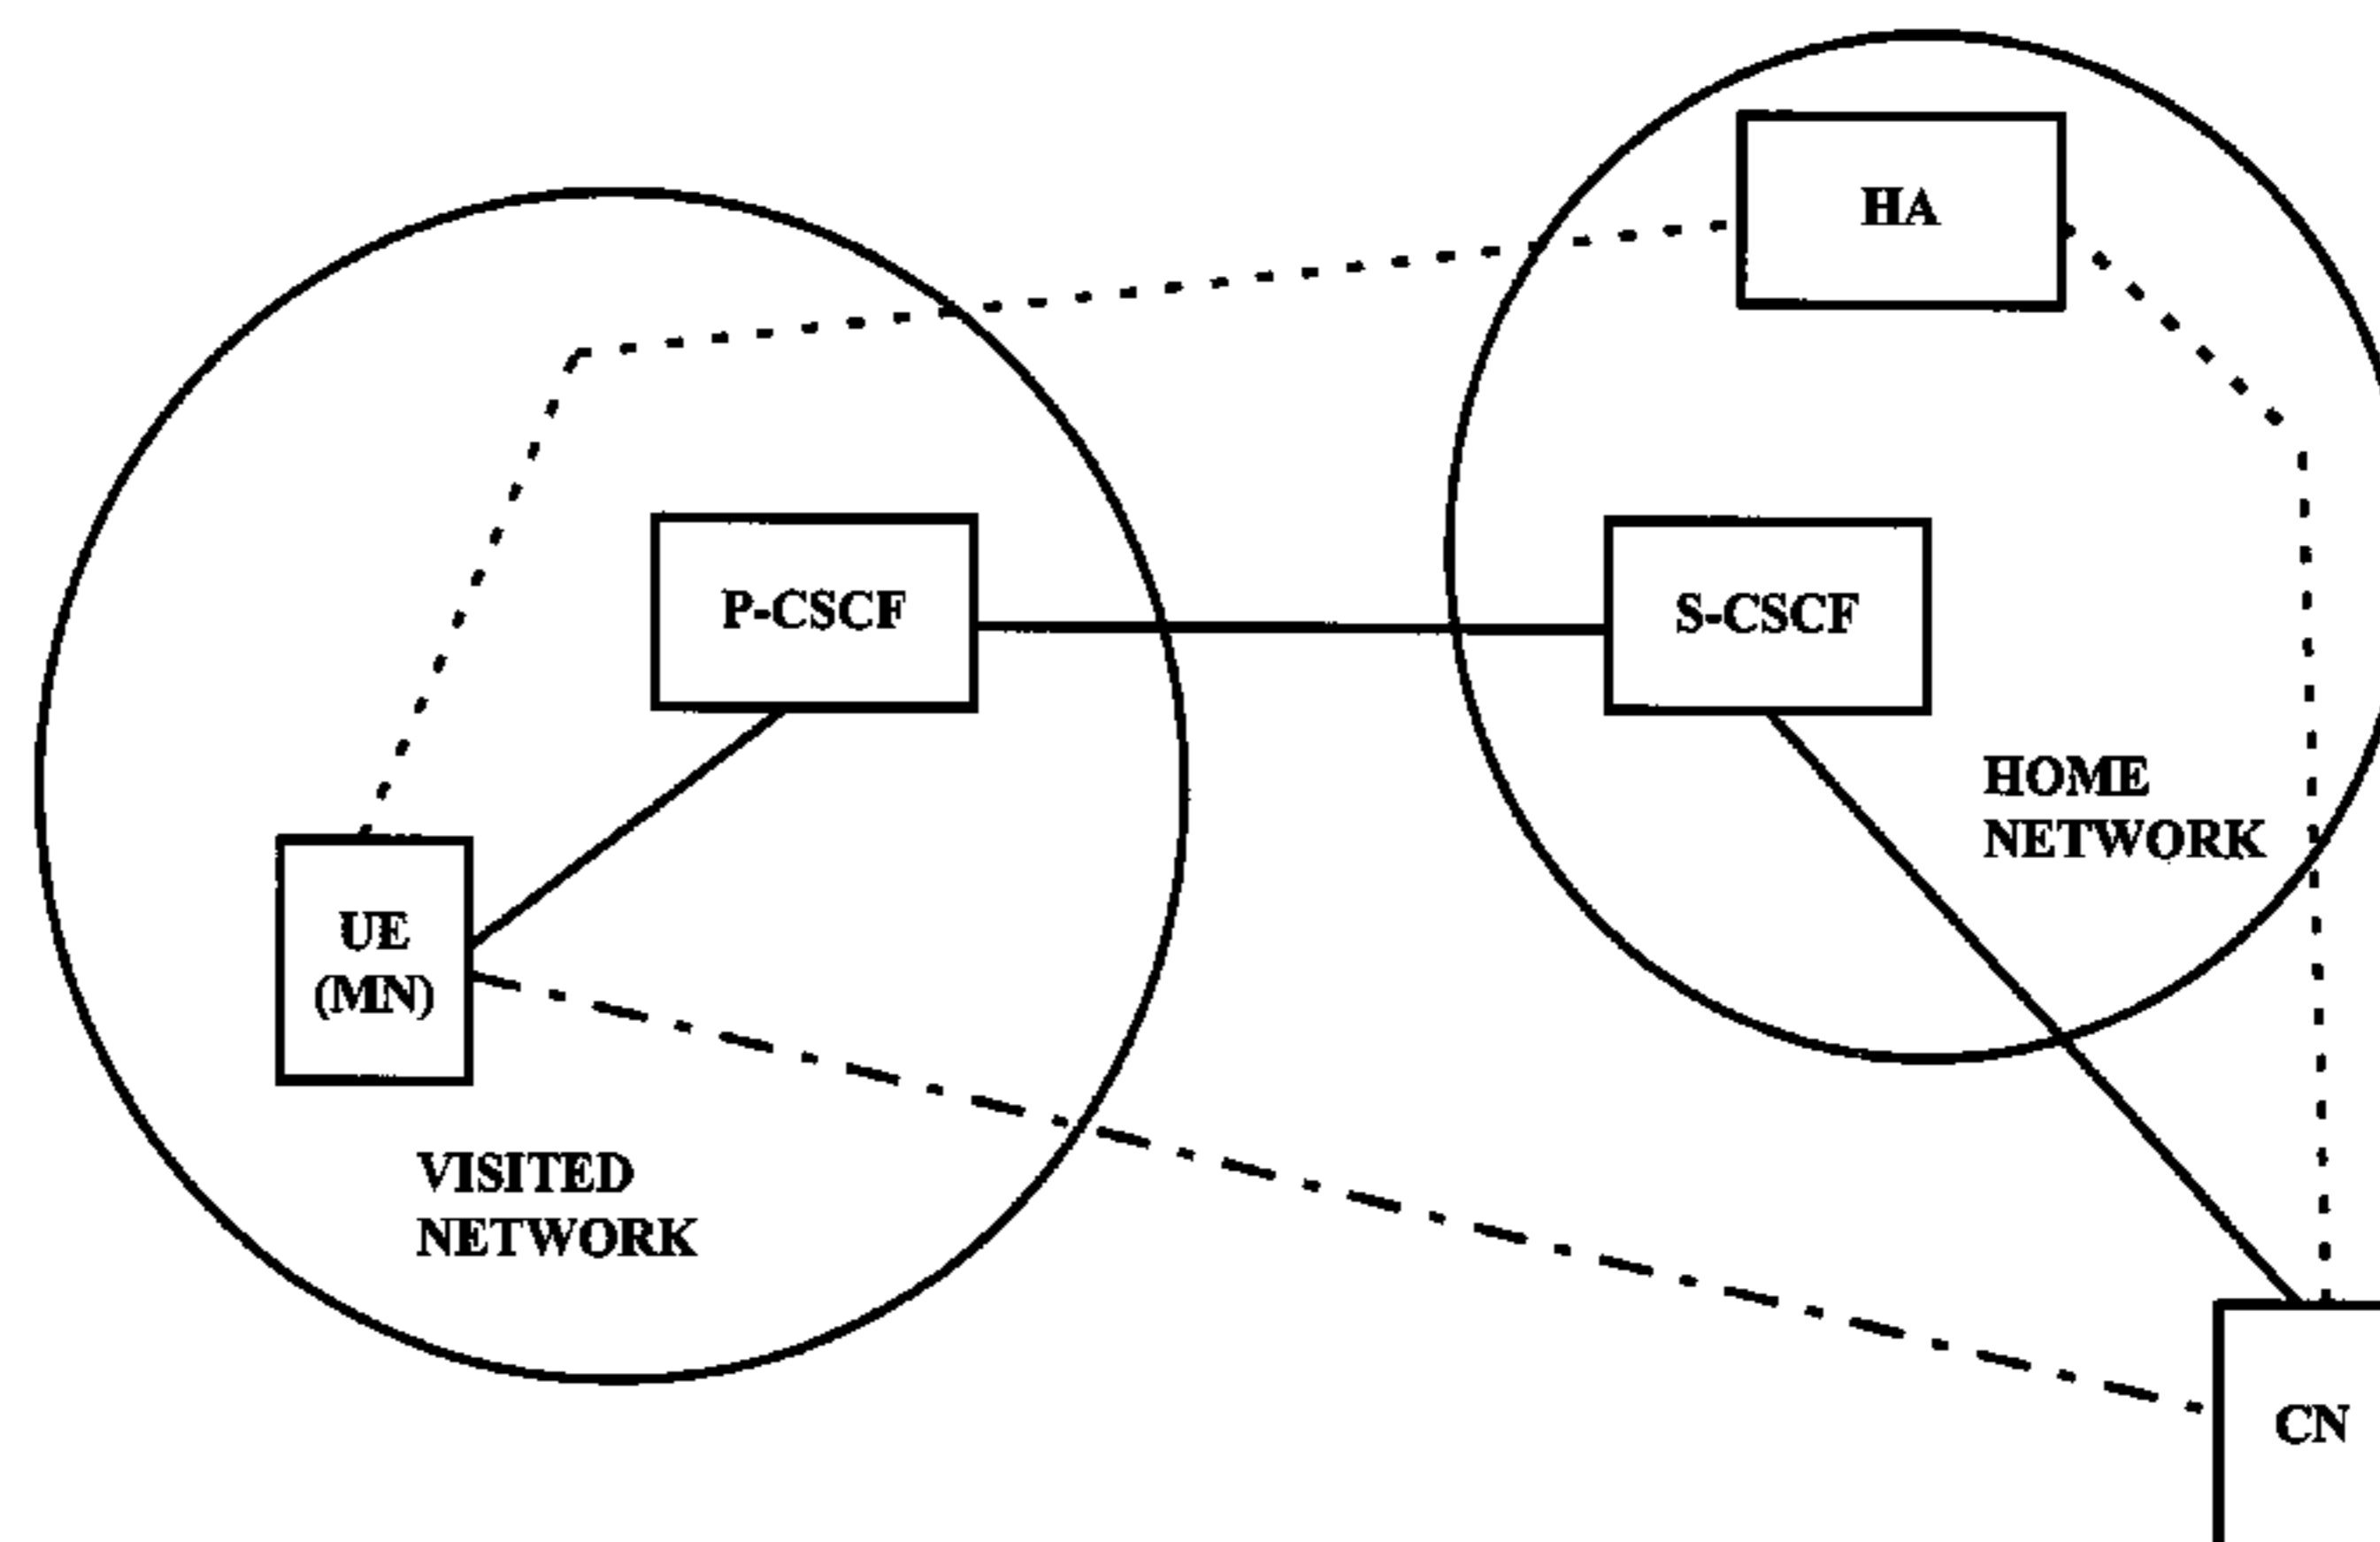 HA
P-CSCF
S-CSCF
HOME
NETWORK
UE
(MN)
VISITED
NETWORK
CN